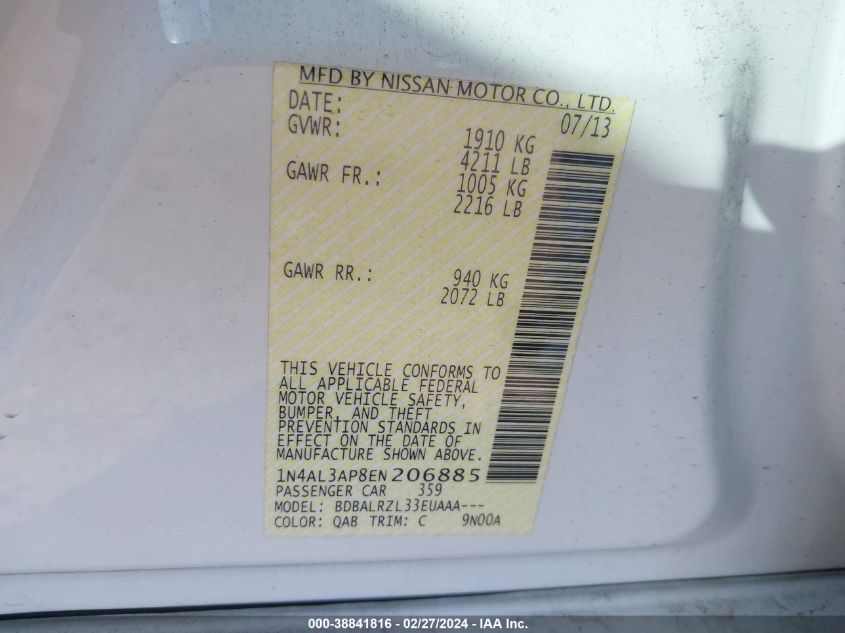 MFD BY NISSAN MOTOR CO., LTD.
DATE: 07/13
GVWR: 1910 KG
4211 LB
GAWR FR.: 1005 KG
2216 LB
GAWR RR.: 940 KG
2072 LB
THIS VEHICLE CONFORMS TO
ALL APPLICABLE FEDERAL
MOTOR VEHICLE SAFETY,
BUMPER, AND THEFT
PREVENTION STANDARDS IN
EFFECT ON THE DATE OF
MANUFACTURE SHOWN ABOVE.
1N4AL3AP8EN206885
PASSENGER CAR 359
MODEL: BDBALRZL33EUAAA---
COLOR: QAB TRIM: C 9N00A
000-38841816 - 02/27/2024 - IAA Inc.